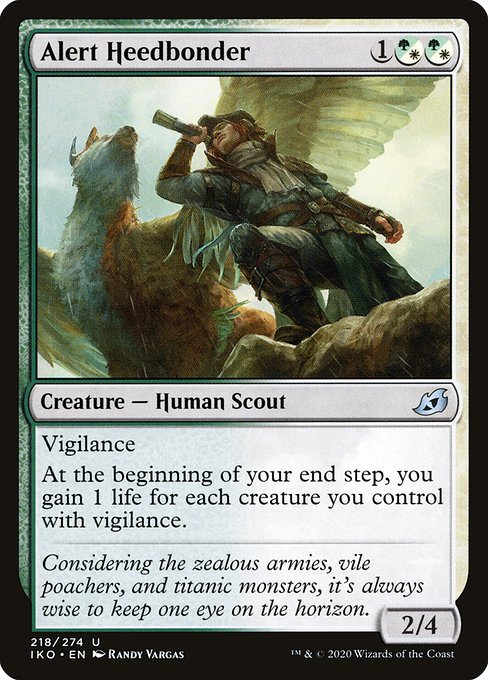 Alert Heedbonder 1
Creature — Human Scout
Vigilance
At the beginning of your end step, you
gain 1 life for each creature you control
with vigilance.
Considering the zealous armies, vile
poachers, and titanic monsters, it's always
wise to keep one eye on the horizon.
2/4
218/274 U
IKO • EN Randy Vargas
™ & © 2020 Wizards of the Coast